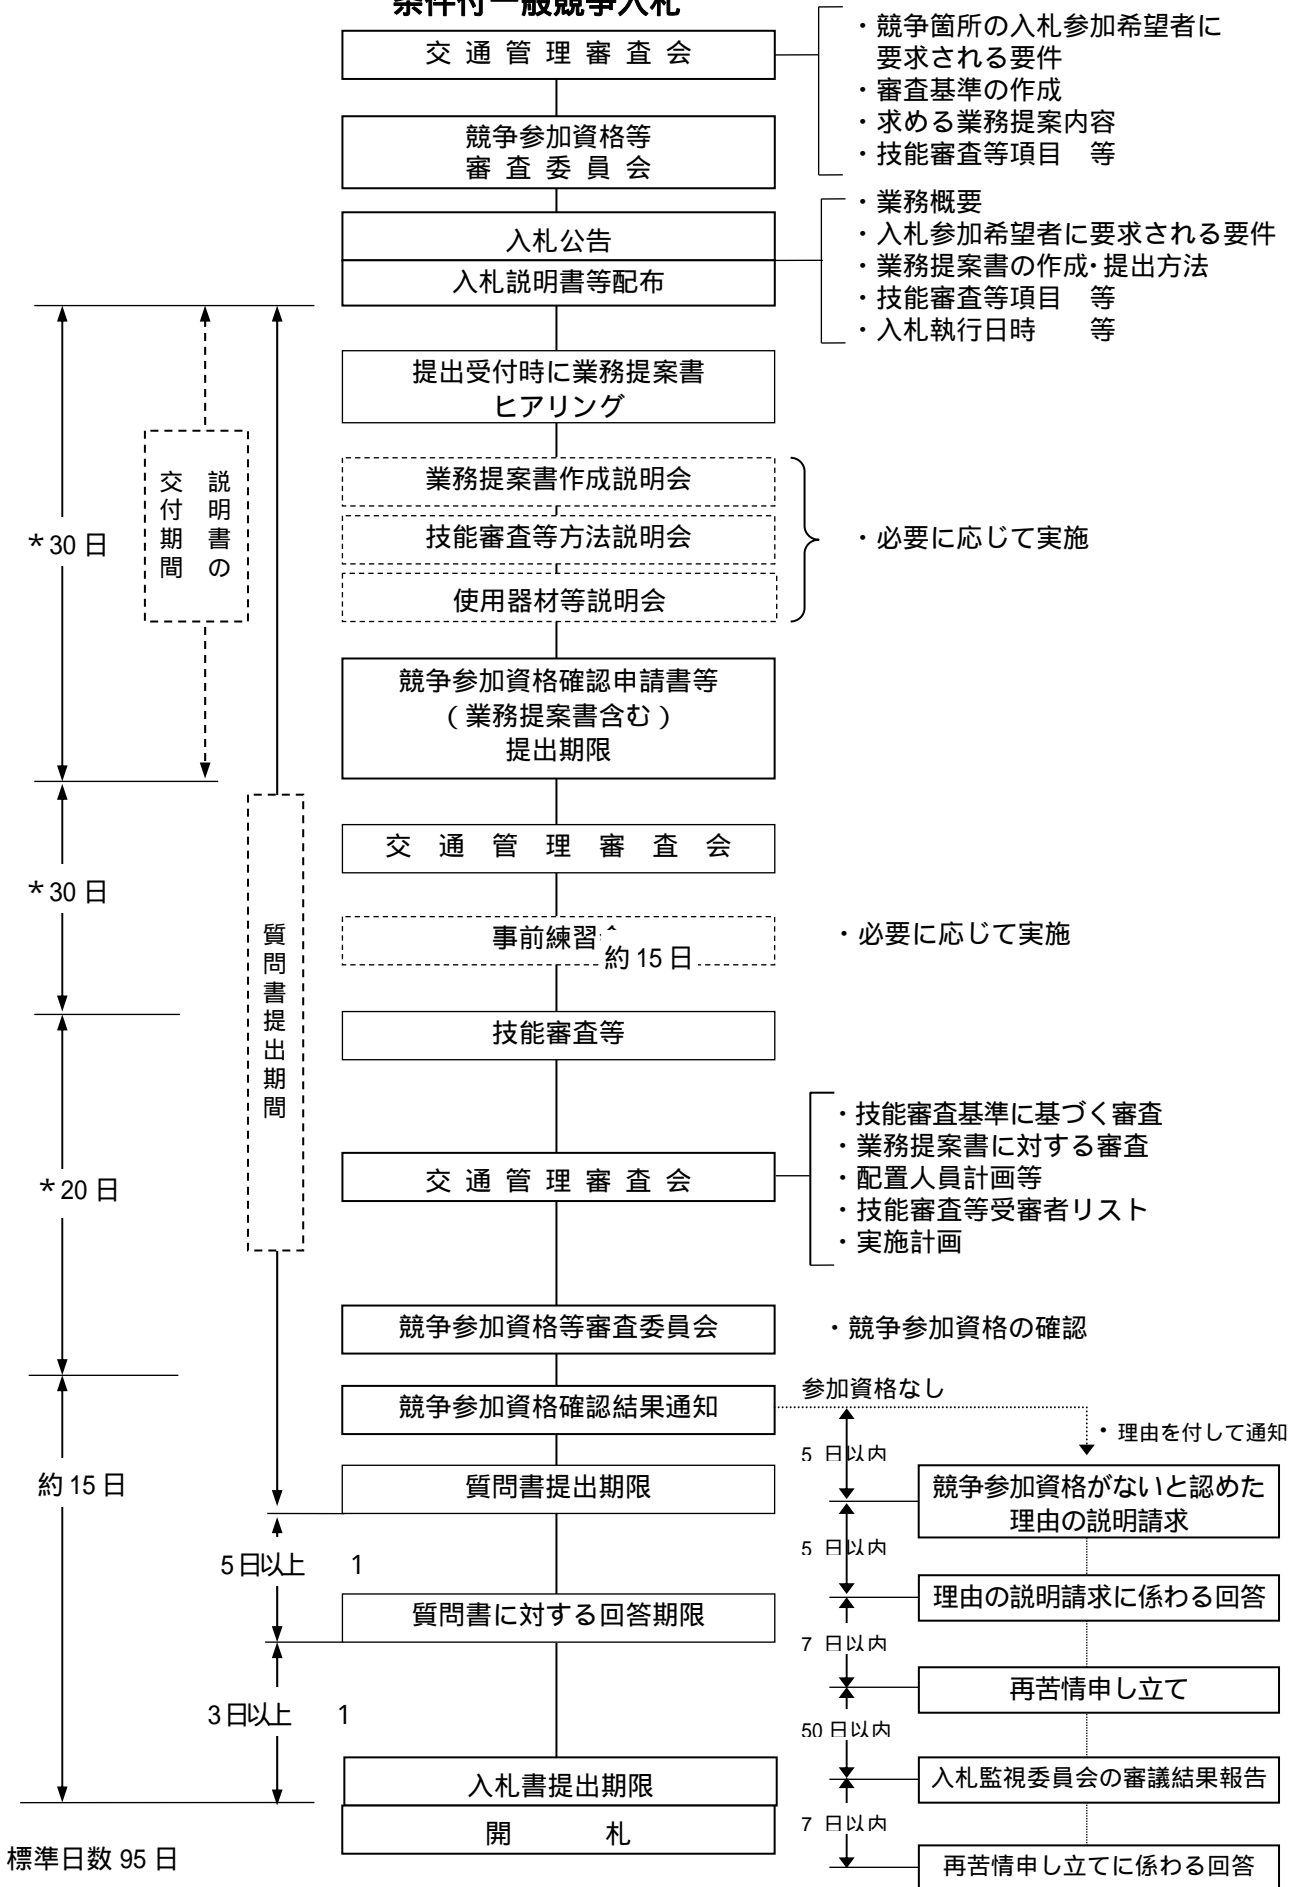 条件付一般競争入札
交通管理審査会
・競争箇所の入札参加希望者に
要求される要件
・審査基準の作成
・求める業務提案内容
・技能審査等項目　等
競争参加資格等
審査委員会
入札公告
入札説明書等配布
・業務概要
・入札参加希望者に要求される要件
・業務提案書の作成・提出方法
・技能審査等項目　等
・入札執行日時　　等
提出受付時に業務提案書
ヒアリング
業務提案書作成説明会
技能審査等方法説明会
使用器材等説明会
・必要に応じて実施
説明書の
交付期間
*30日
競争参加資格確認申請書等
(業務提案書含む)
提出期限
交通管理審査会
*30日
事前練習
約15日
・必要に応じて実施
質問書提出期間
技能審査等
*20日
交通管理審査会
・技能審査基準に基づく審査
・業務提案書に対する審査
・配置人員計画等
・技能審査等受審者リスト
・実施計画
競争参加資格等審査委員会
・競争参加資格の確認
競争参加資格確認結果通知
参加資格なし
・理由を付して通知
5 日以内
約15日
質問書提出期限
競争参加資格がないと認めた
理由の説明請求
5日以上　1
5 日以内
質問書に対する回答期限
理由の説明請求に係わる回答
7 日以内
3日以上　1
再苦情申し立て
50日以内
入札書提出期限
入札監視委員会の審議結果報告
開　札
7 日以内
標準日数95日
再苦情申し立てに係わる回答